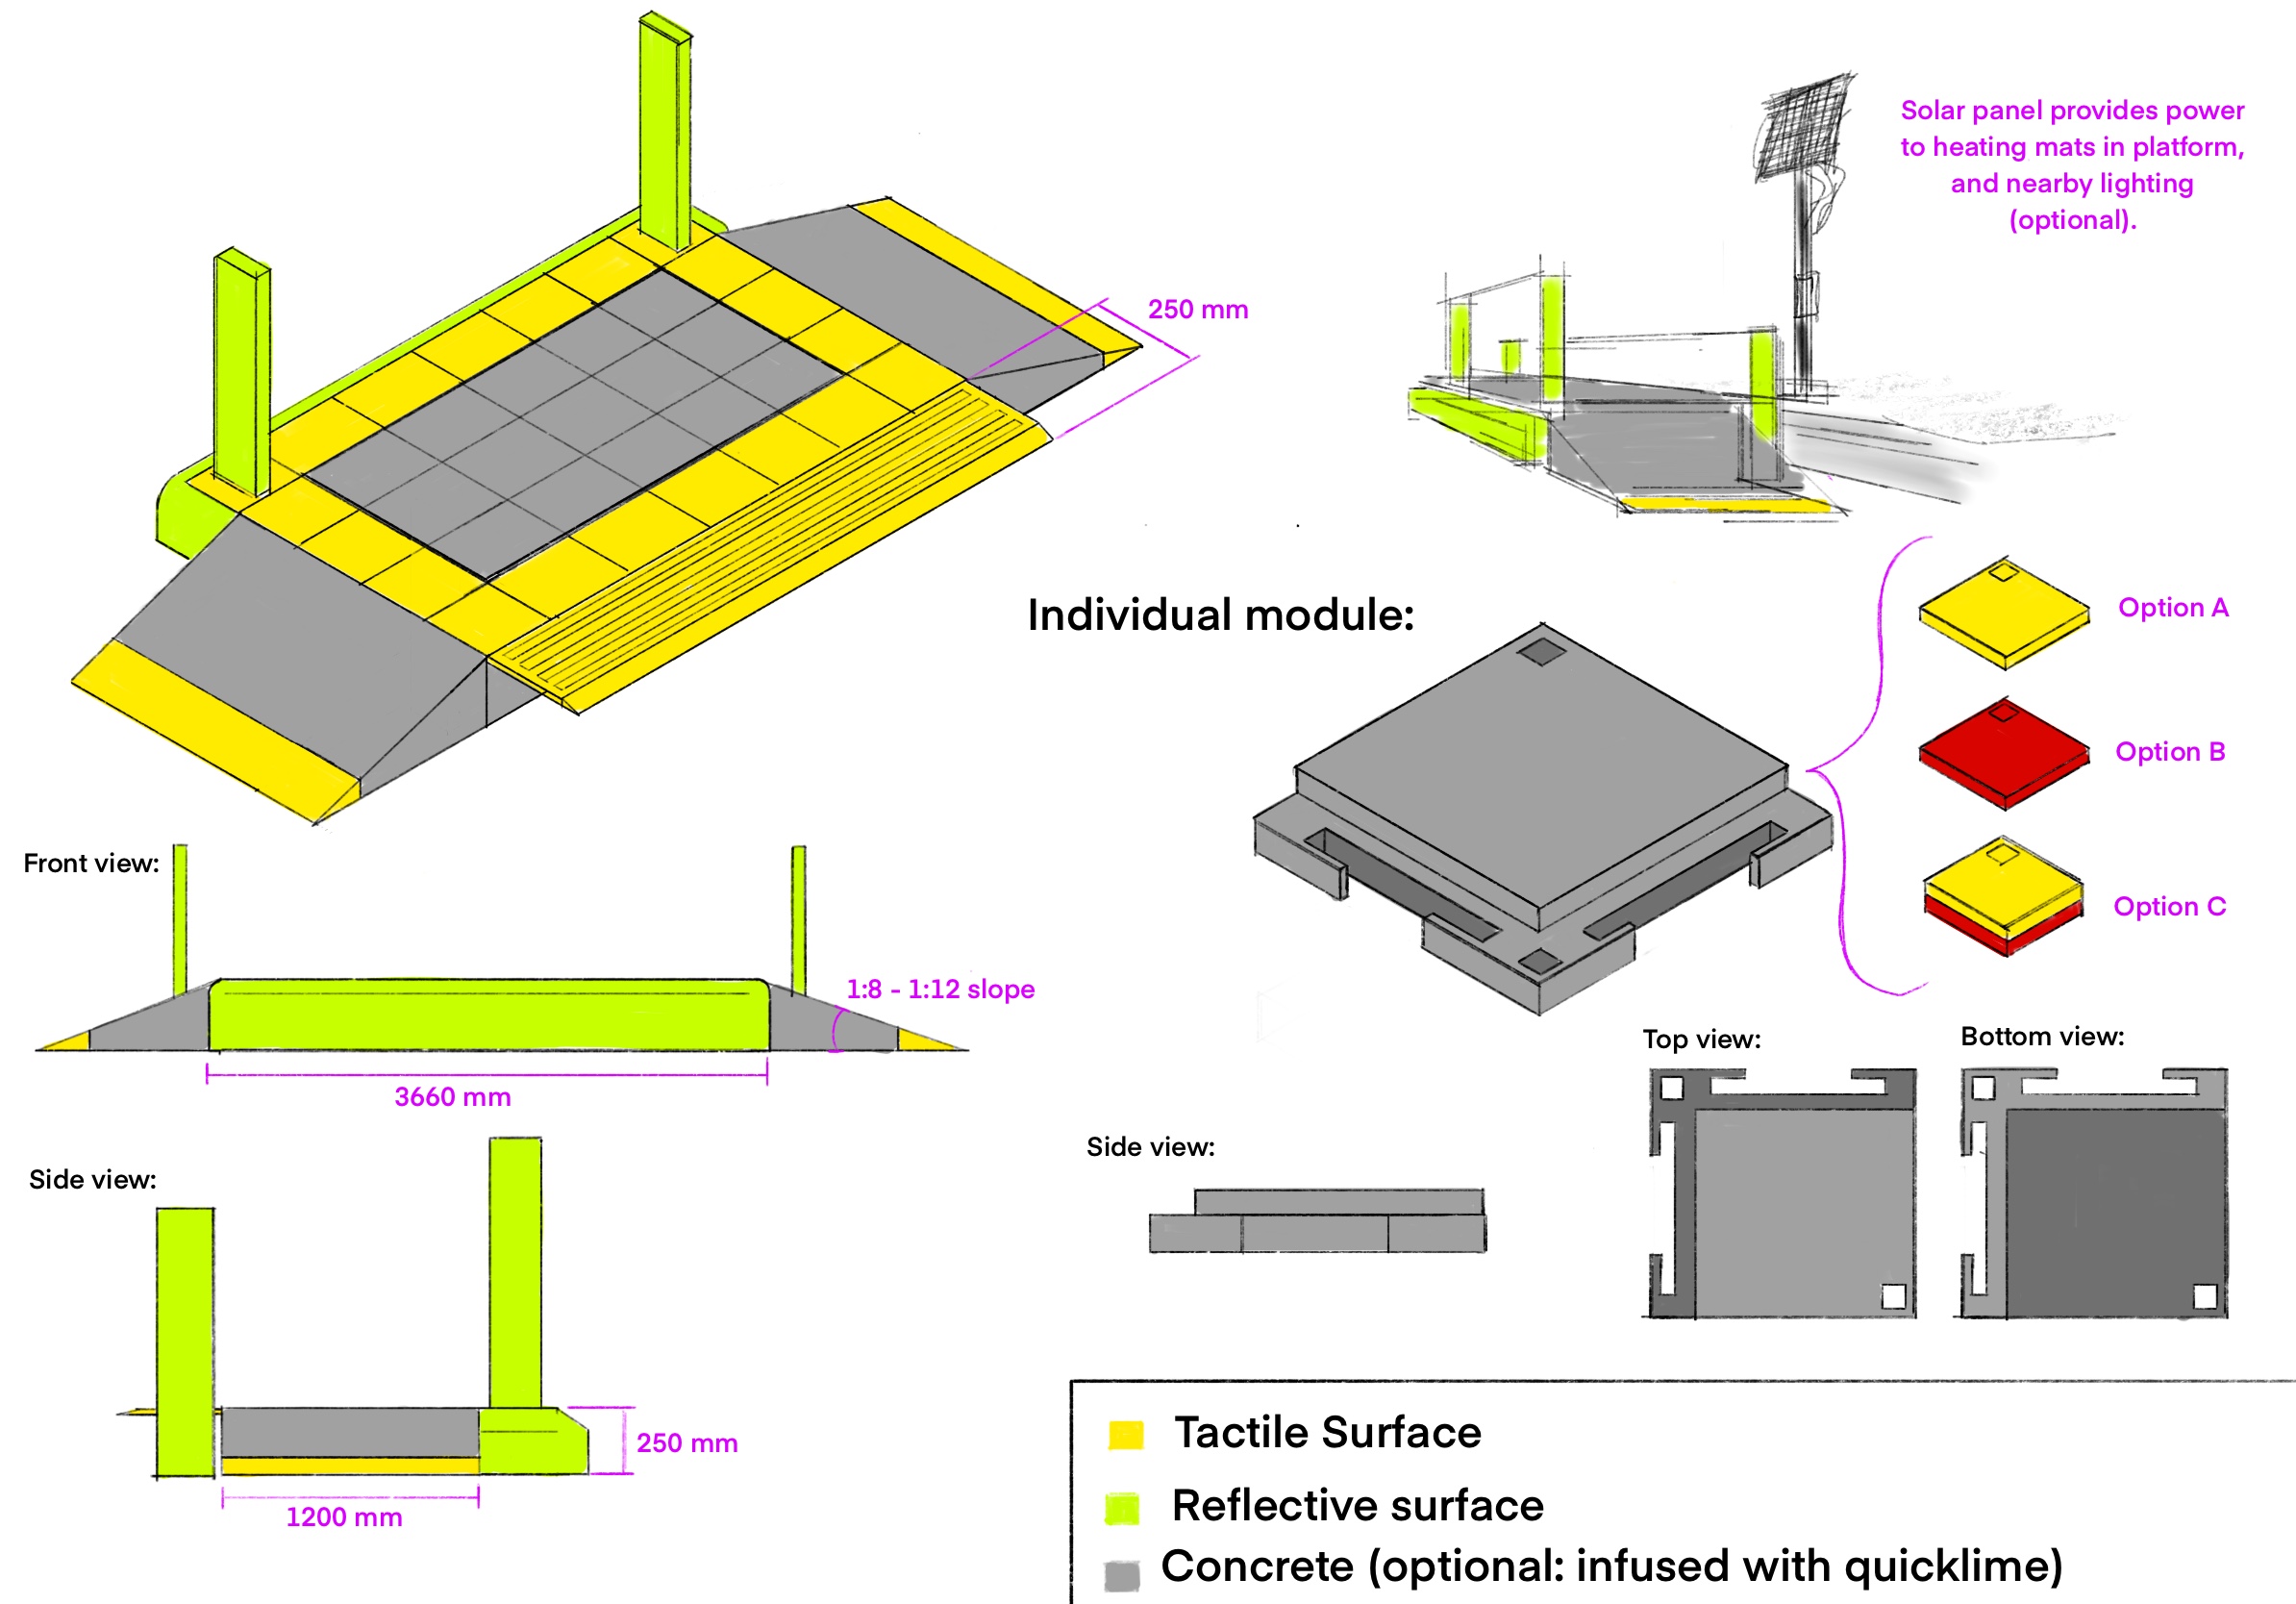 Solar panel provides power
to heating mats in platform,
and nearby lighting
(optional).
250 mm
Individual module:
Option A
Option B
Option C
Front view:
1:8 - 1:12 slope
3660 mm
Side view:
250 mm
1200 mm
Side view:
Top view:
Bottom view:
Tactile Surface
Reflective surface
Concrete (optional: infused with quicklime)